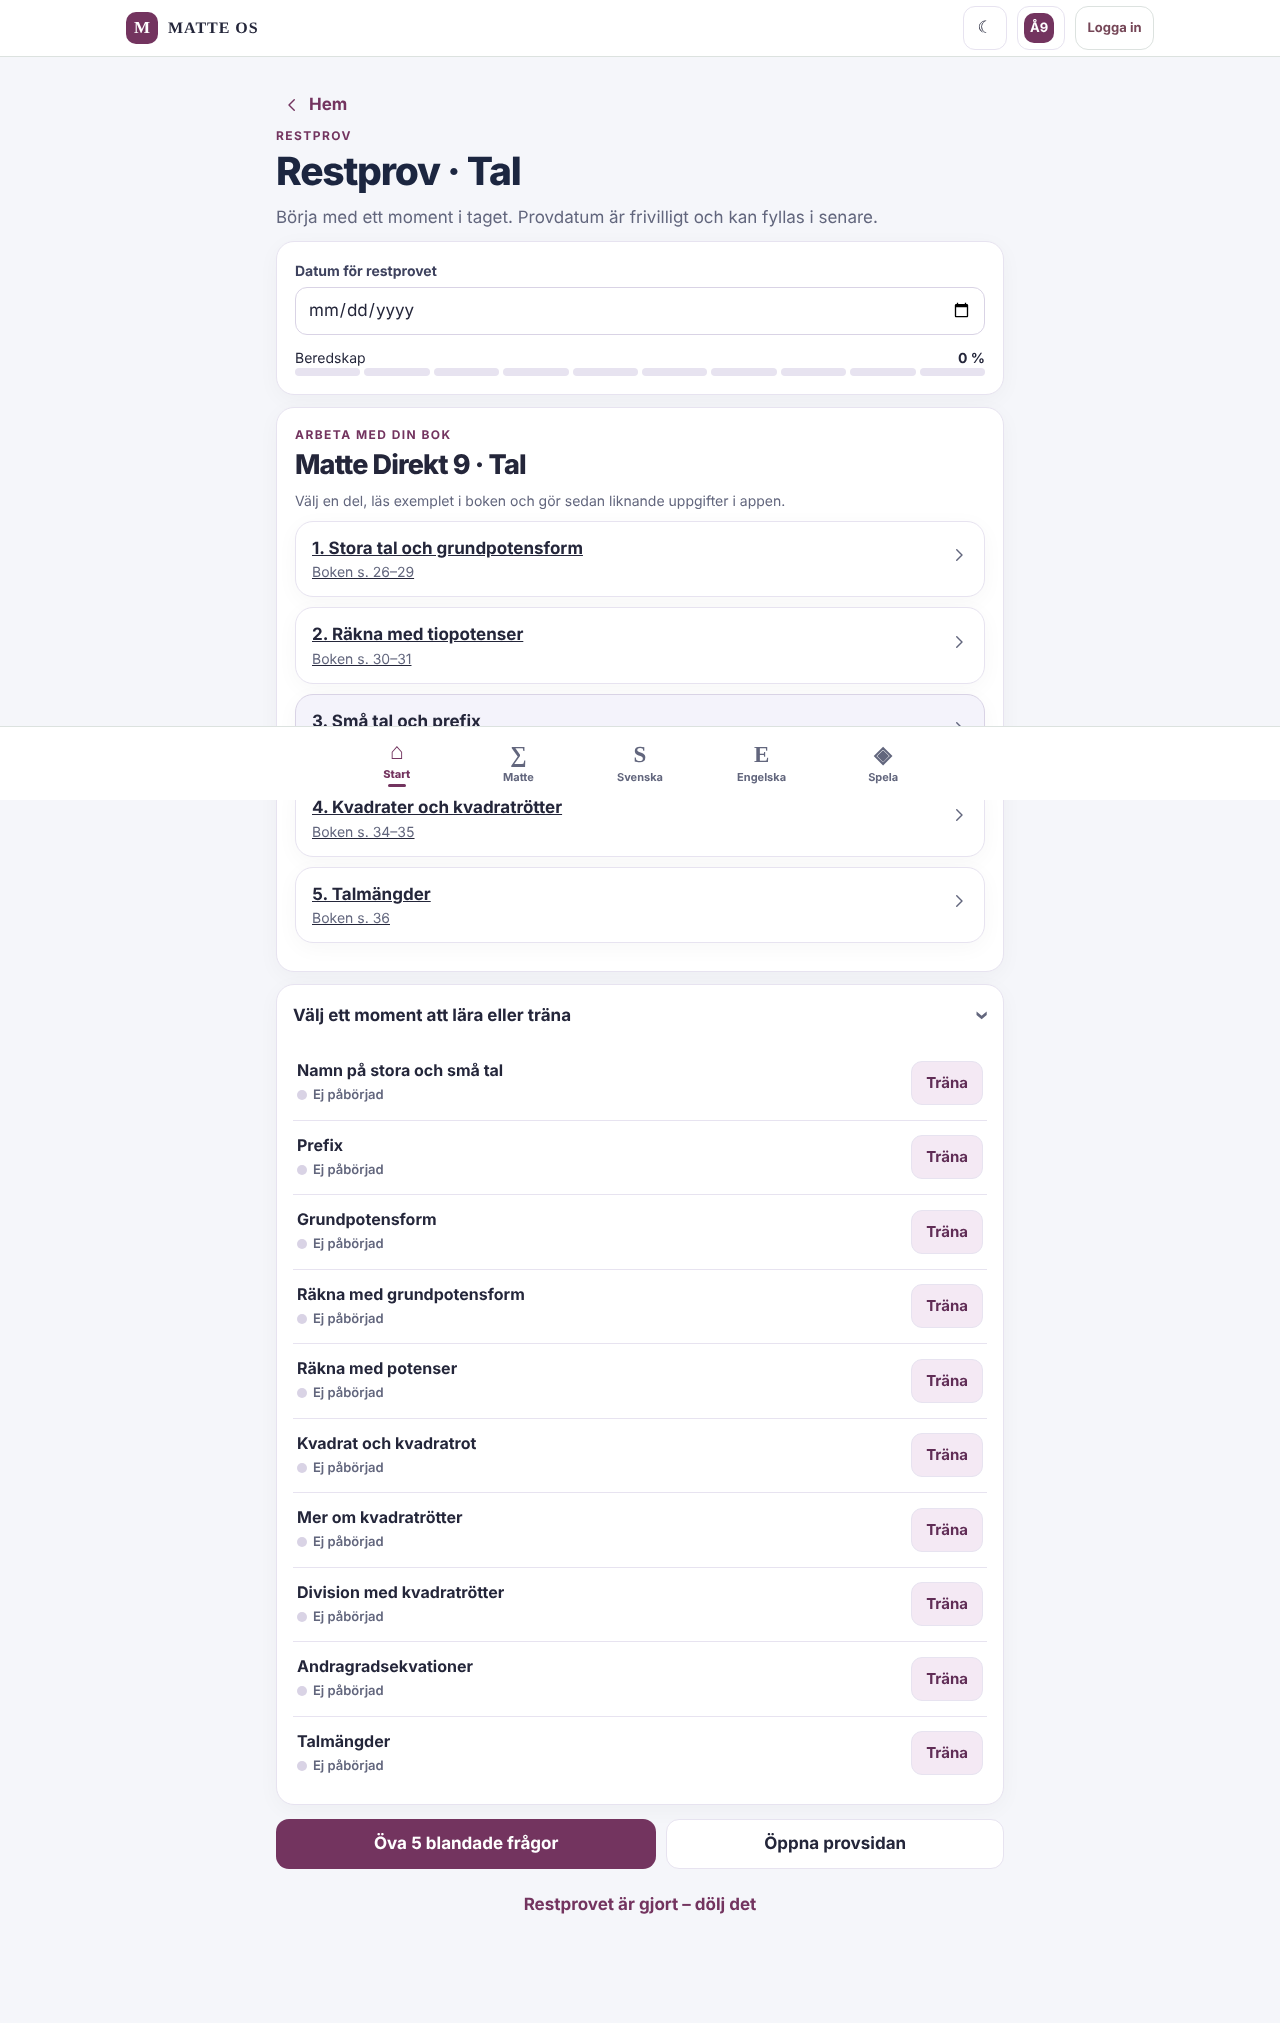 M MATTE OS
☾ Å9 Logga in
Hem
RESTPROV
Restprov · Tal
Börja med ett moment i taget. Provdatum är frivilligt och kan fyllas i senare.
Datum för restprovet
mm/dd/yyyy
Beredskap 0 %
ARBETA MED DIN BOK
Matte Direkt 9 · Tal
Välj en del, läs exemplet i boken och gör sedan liknande uppgifter i appen.
1. Stora tal och grundpotensform
Boken s. 26–29
2. Räkna med tiopotenser
Boken s. 30–31
3. Små tal och prefix
⌂ ∑ S E ◈
Start Matte Svenska Engelska Spela
4. Kvadrater och kvadratrötter
Boken s. 34–35
5. Talmängder
Boken s. 36
Välj ett moment att lära eller träna
Namn på stora och små tal
Ej påbörjad
Träna
Prefix
Ej påbörjad
Träna
Grundpotensform
Ej påbörjad
Träna
Räkna med grundpotensform
Ej påbörjad
Träna
Räkna med potenser
Ej påbörjad
Träna
Kvadrat och kvadratrot
Ej påbörjad
Träna
Mer om kvadratrötter
Ej påbörjad
Träna
Division med kvadratrötter
Ej påbörjad
Träna
Andragradsekvationer
Ej påbörjad
Träna
Talmängder
Ej påbörjad
Träna
Öva 5 blandade frågor
Öppna provsidan
Restprovet är gjort – dölj det